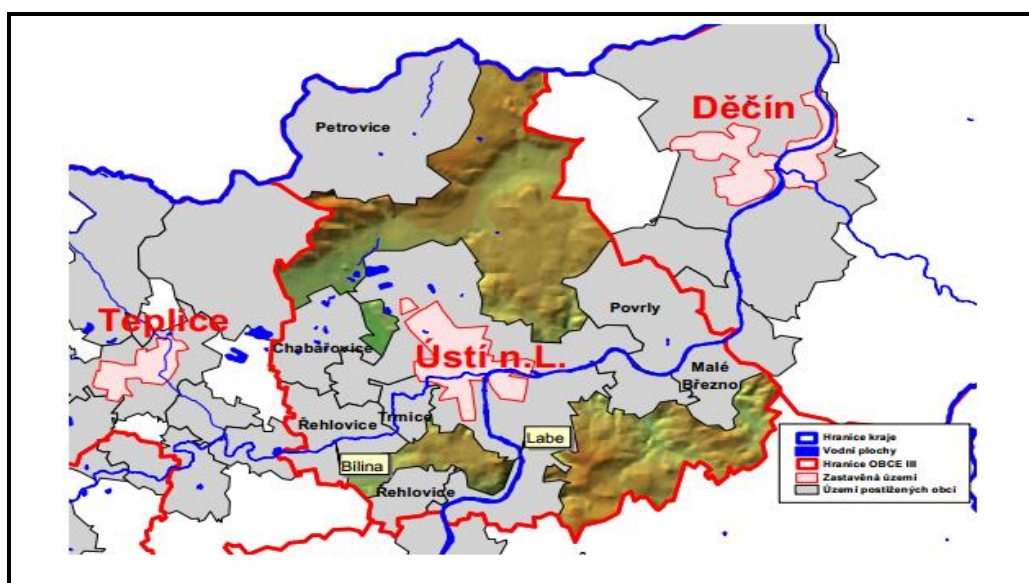 Děčín
Petrovice
Povrly
Teplice
Chabařovice
Ústí n.L.
Malé
Březno
Řehlovice
Trmice
Labe
Bílina
Řehlovice
Hranice kraje
Vodní plochy
Hranice OBCE III
Zastavěná území
Území postižených obcí